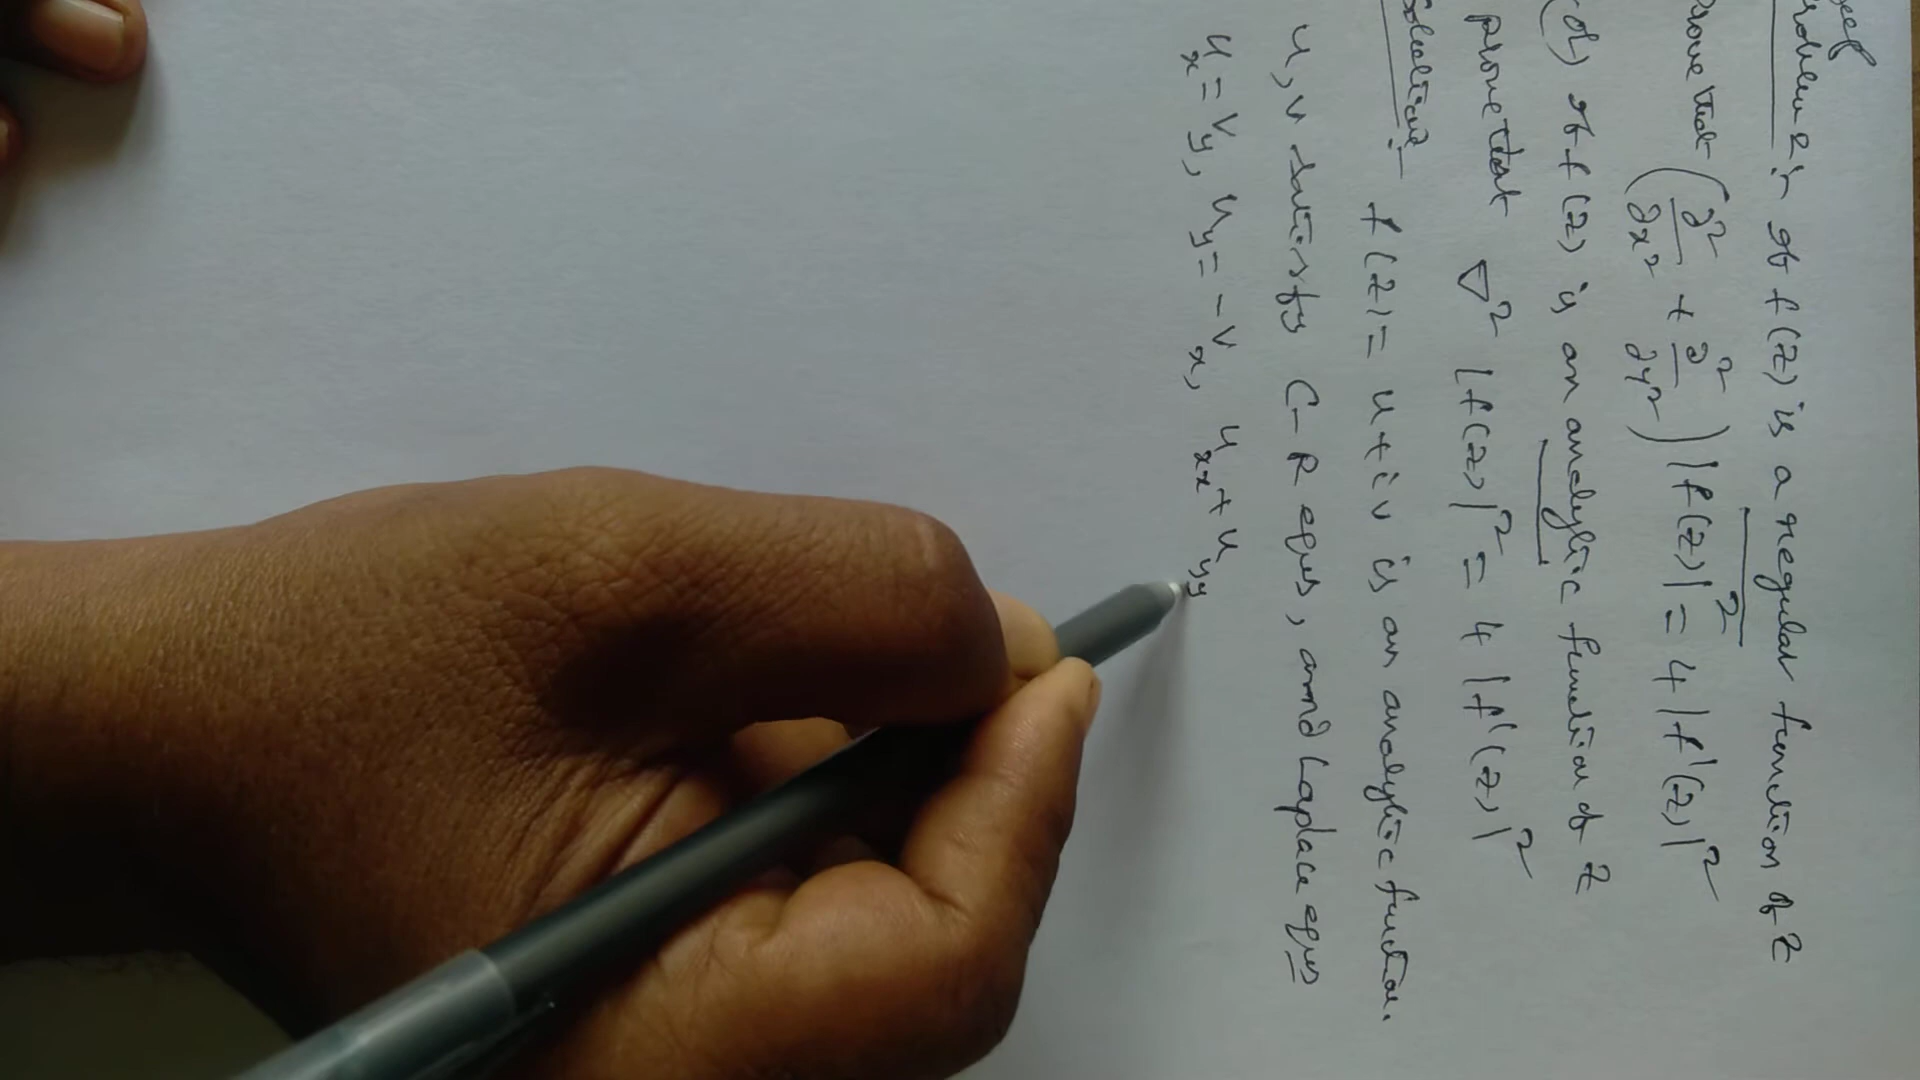 Problem 2:- If f(z) is a regular function of z
Prove that (∂²/∂x² + ∂²/∂y²) |f(z)|² = 4 |f'(z)|²
(or) If f(z) is an analytic function of z
prove that ∇² |f(z)|² = 4 |f'(z)|²
Solution:- f(z) = u + iv is an analytic function.
u, v satisfy C-R eqns, and Laplace eqns
u_x = v_y, u_y = -v_x, u_xx + u_yy